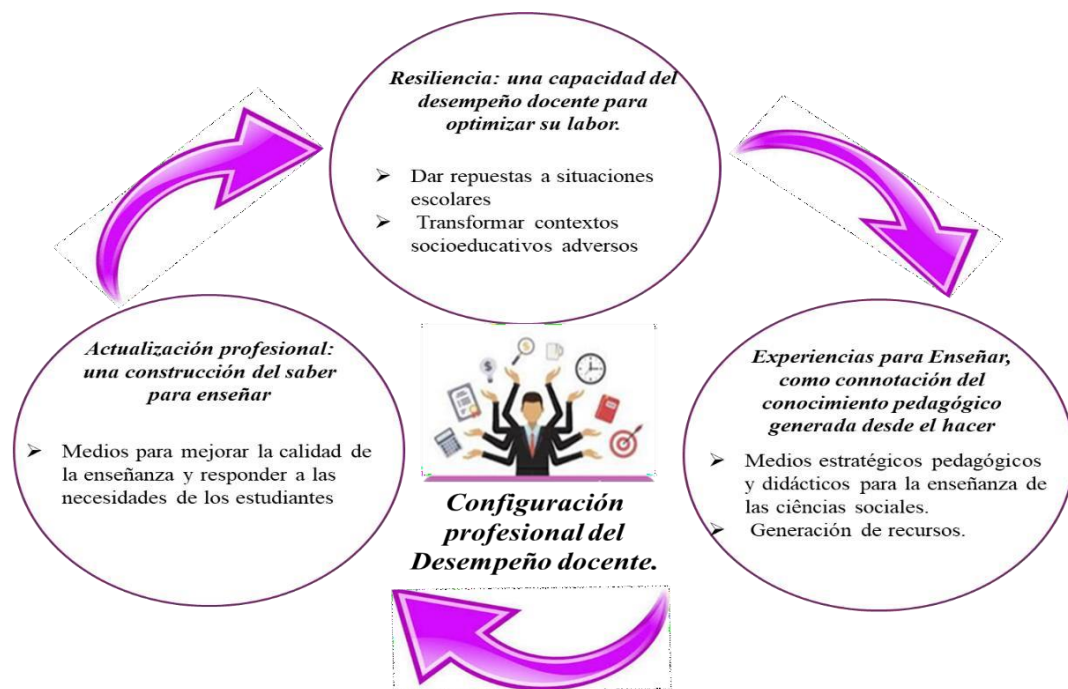 Resiliencia: una capacidad del
desempeño docente para
optimizar su labor.
➢ Dar repuestas a situaciones
escolares
➢ Transformar contextos
socioeducativos adversos
Actualización profesional:
una construcción del saber
para enseñar
➢ Medios para mejorar la calidad de
la enseñanza y responder a las
necesidades de los estudiantes
Experiencias para Enseñar,
como connotación del
conocimiento pedagógico
generada desde el hacer
➢ Medios estratégicos pedagógicos
y didácticos para la enseñanza de
las ciências sociales.
➢ Generación de recursos.
Configuración
profesional del
Desempeño docente.